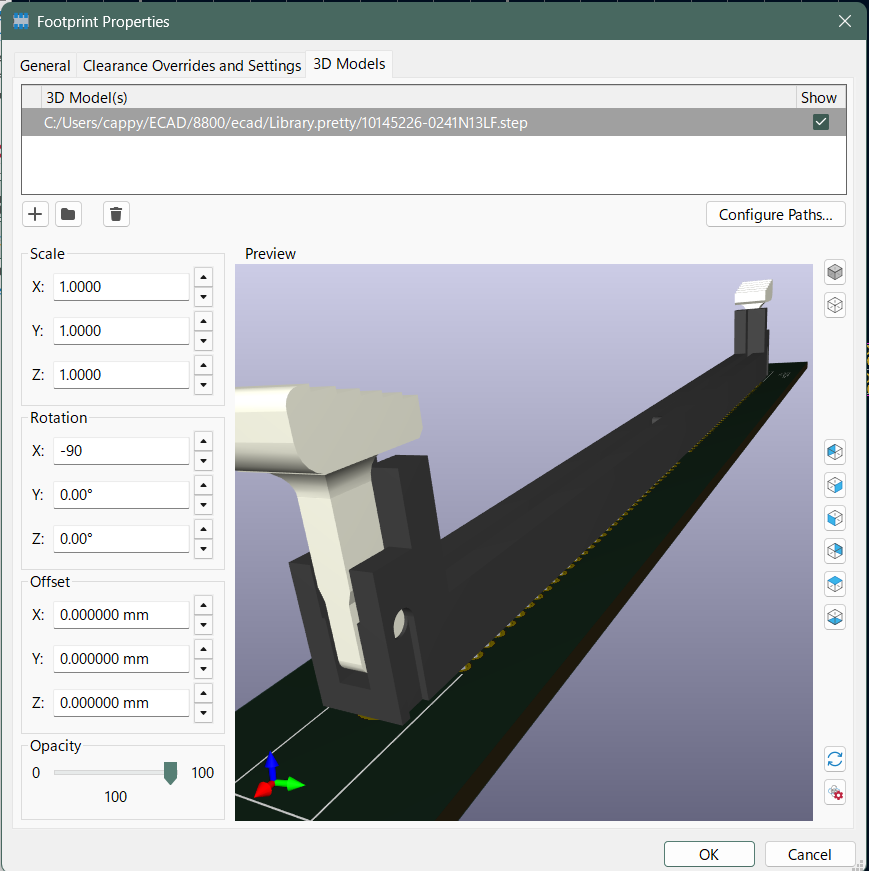 Footprint Properties
General Clearance Overrides and Settings 3D Models
3D Model(s) Show
C:/Users/cappy/ECAD/8800/ecad/Library.pretty/10145226-0241N13LF.step
Configure Paths...
Scale
X: 1.0000
Y: 1.0000
Z: 1.0000
Rotation
X: -90
Y: 0.00°
Z: 0.00°
Offset
X: 0.000000 mm
Y: 0.000000 mm
Z: 0.000000 mm
Opacity
0 100
100
Preview
OK Cancel